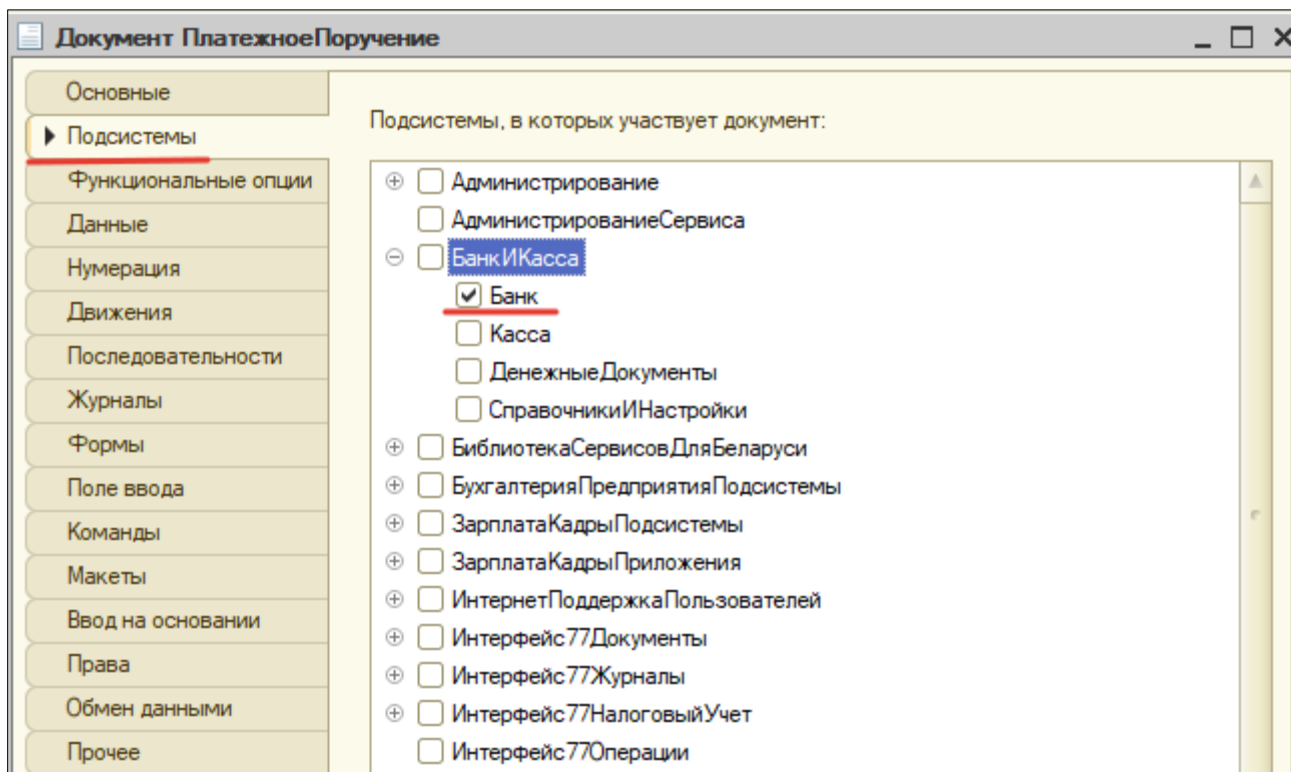 Документ ПлатежноеПоручение
Основные
Подсистемы
Функциональные опции
Данные
Нумерация
Движения
Последовательности
Журналы
Формы
Поле ввода
Команды
Макеты
Ввод на основании
Права
Обмен данными
Прочее
Подсистемы, в которых участвует документ:
Администрирование
АдминистрированиеСервиса
БанкИКасса
Банк
Касса
ДенежныеДокументы
СправочникиИНастройки
БиблиотекаСервисовДляБеларуси
БухгалтерияПредприятияПодсистемы
ЗарплатаКадрыПодсистемы
ЗарплатаКадрыПриложения
ИнтернетПоддержкаПользователей
Интерфейс77Документы
Интерфейс77Журналы
Интерфейс77НалоговыйУчет
Интерфейс77Операции